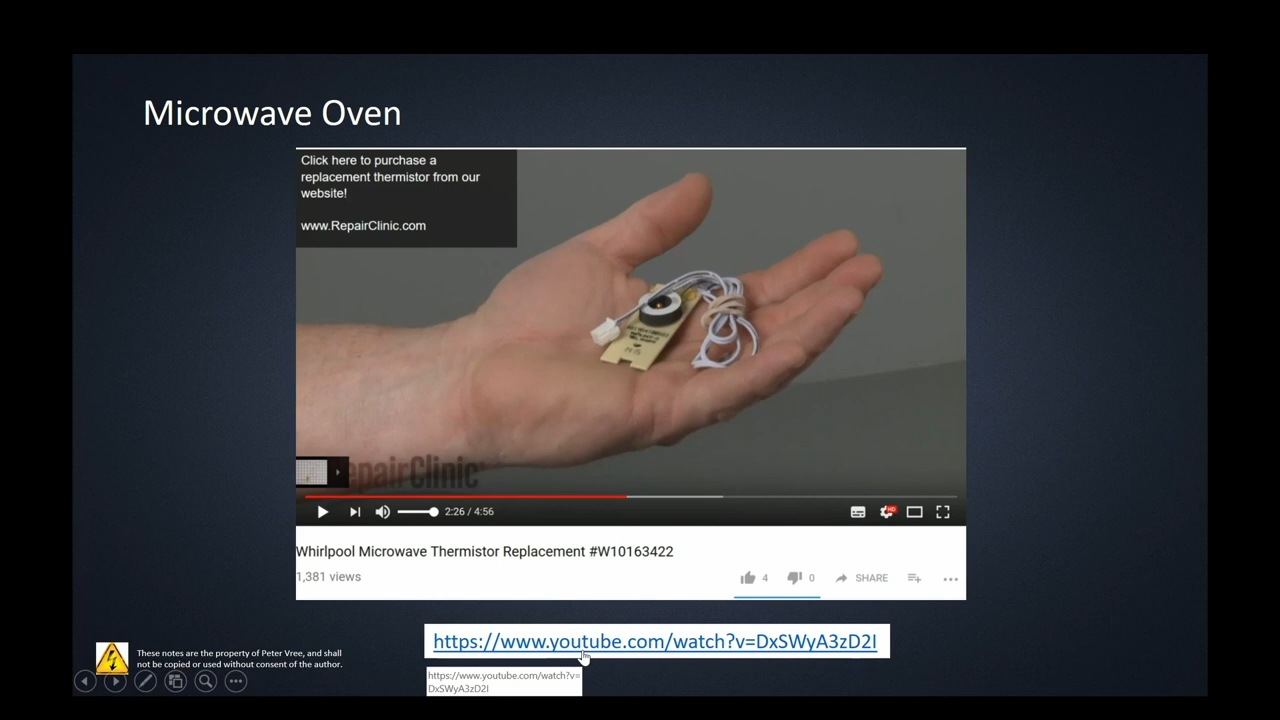 Microwave Oven
Click here to purchase a
replacement thermistor from our
website!
www.RepairClinic.com
epairClinic
2:26 / 4:56
HD
Whirlpool Microwave Thermistor Replacement #W10163422
1,381 views
4
0
SHARE
https://www.youtube.com/watch?v=DxSWyA3zD2I
https://www.youtube.com/watch?v=
DxSWyA3zD2I
These notes are the property of Peter Vree, and shall
not be copied or used without consent of the author.